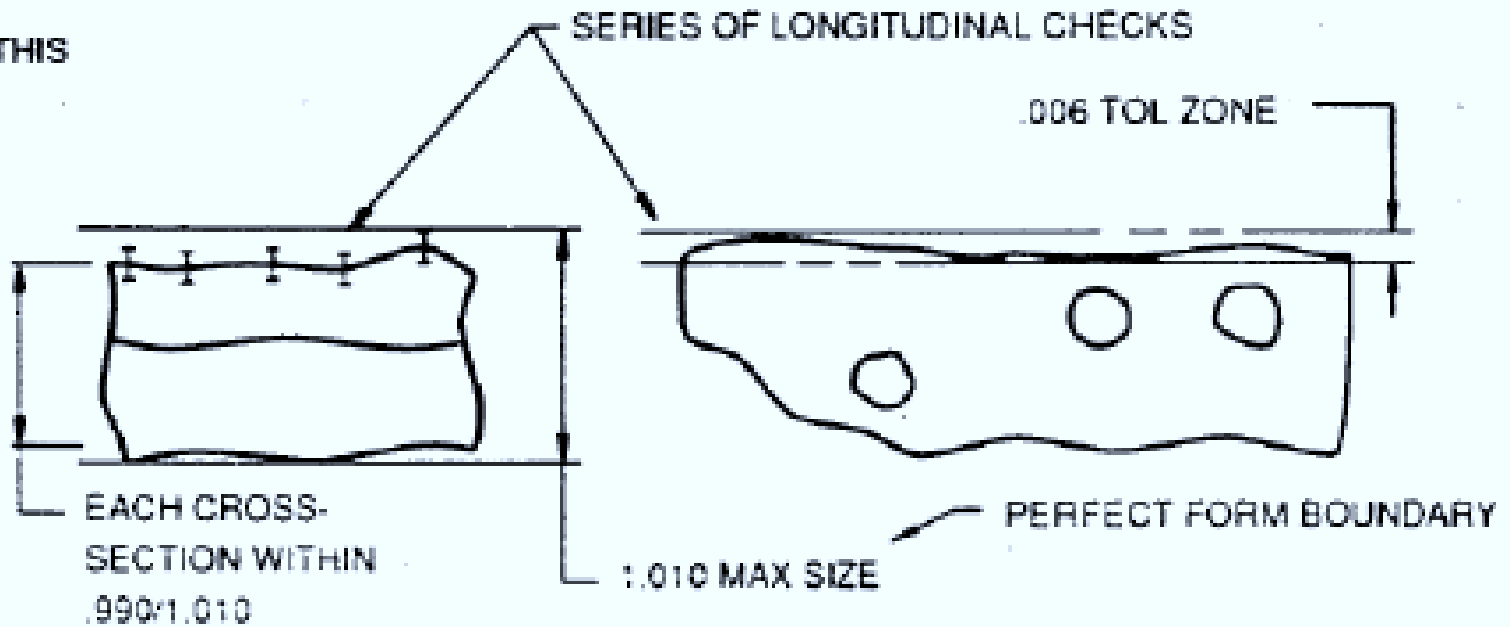 THIS
SERIES OF LONGITUDINAL CHECKS
.006 TOL ZONE
EACH CROSS-
SECTION WITHIN
.990/1.010
1.010 MAX SIZE
PERFECT FORM BOUNDARY